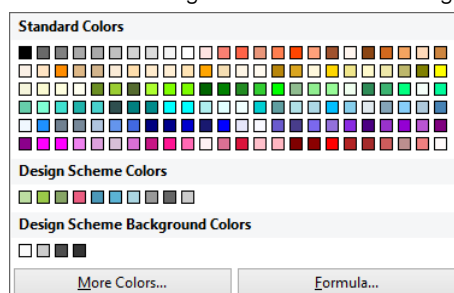 Standard Colors
Design Scheme Colors
Design Scheme Background Colors
More Colors...
Formula...